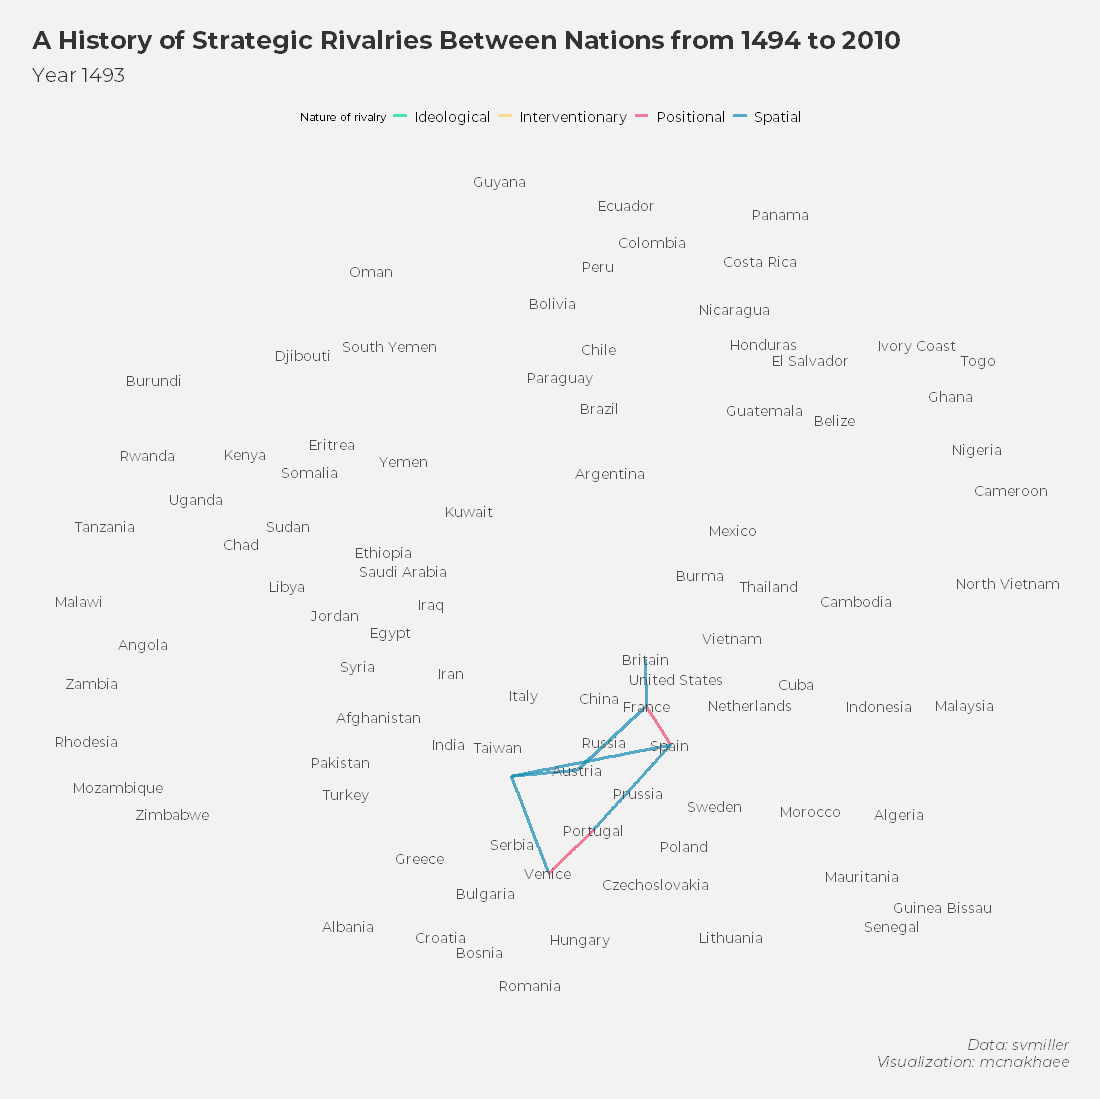 A History of Strategic Rivalries Between Nations from 1494 to 2010
Year 1493
Nature of rivalry Ideological Interventionary Positional Spatial
Guyana
Ecuador
Panama
Colombia
Costa Rica
Peru
Oman
Bolivia
Nicaragua
Honduras
Ivory Coast
South Yemen
Chile
Djibouti
El Salvador
Togo
Paraguay
Burundi
Ghana
Brazil
Guatemala
Belize
Eritrea
Nigeria
Rwanda
Kenya
Yemen
Somalia
Argentina
Cameroon
Uganda
Kuwait
Tanzania
Sudan
Mexico
Chad
Ethiopia
Saudi Arabia
Burma
Thailand
North Vietnam
Libya
Malawi
Cambodia
Iraq
Jordan
Egypt
Vietnam
Angola
Britain
Syria
Iran
United States
Zambia
Cuba
Italy
China
France
Netherlands
Indonesia
Malaysia
Afghanistan
Rhodesia
India
Taiwan
Russia
Spain
Pakistan
Austria
Mozambique
Turkey
Prussia
Sweden
Morocco
Algeria
Zimbabwe
Portugal
Serbia
Poland
Greece
Venice
Mauritania
Czechoslovakia
Bulgaria
Guinea Bissau
Albania
Senegal
Croatia
Hungary
Lithuania
Bosnia
Romania
Data: svmiller
Visualization: mcnakhaee